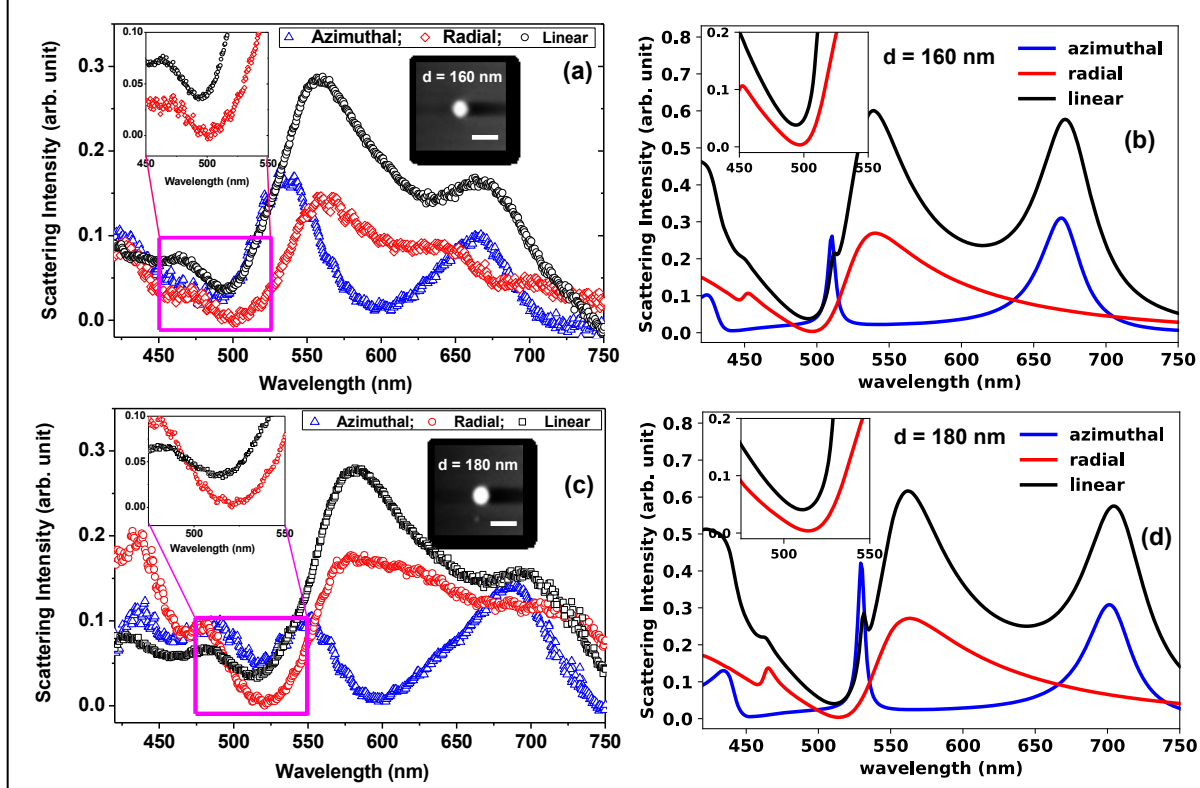 Azimuthal; Radial; Linear
(a)
d = 160 nm
0.10
0.05
0.00
450 500 550
Wavelength (nm)
Scattering Intensity (arb. unit)
0.3
0.2
0.1
0.0
450 500 550 600 650 700 750
Wavelength (nm)
(b)
d = 160 nm
azimuthal
radial
linear
0.2
0.1
0.0
450 500 550
Scattering Intensity (arb. unit)
0.8
0.7
0.6
0.5
0.4
0.3
0.2
0.1
0.0
450 500 550 600 650 700 750
wavelength (nm)
Azimuthal; Radial; Linear
(c)
d = 180 nm
0.10
0.05
0.00
500 550
Wavelength (nm)
Scattering Intensity (arb. unit)
0.3
0.2
0.1
0.0
450 500 550 600 650 700 750
Wavelength (nm)
(d)
d = 180 nm
azimuthal
radial
linear
0.2
0.1
0.0
500 550
Scattering Intensity (arb. unit)
0.8
0.7
0.6
0.5
0.4
0.3
0.2
0.1
0.0
450 500 550 600 650 700 750
wavelength (nm)